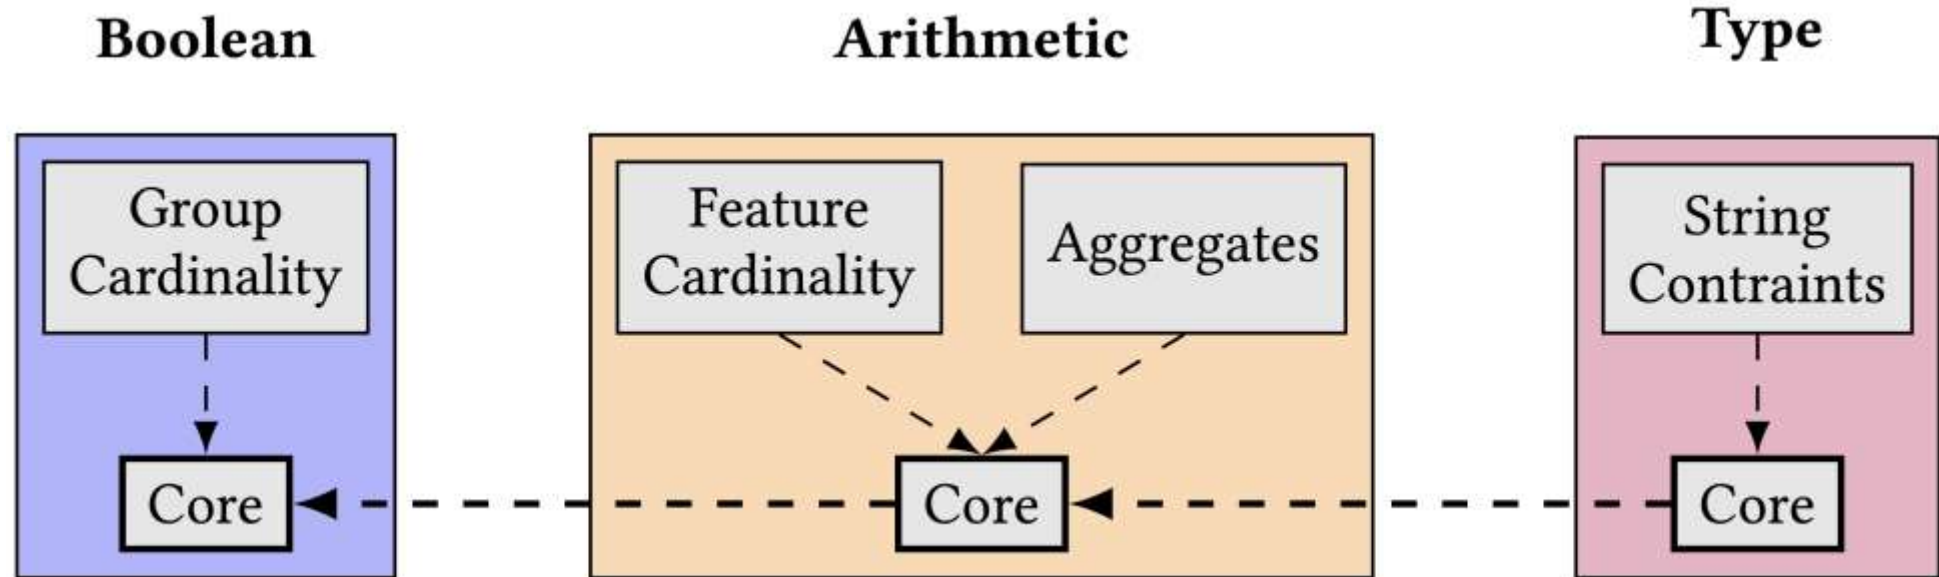 Boolean
Arithmetic
Type
Group
Cardinality
Feature
Cardinality
Aggregates
String
Contraints
Core
Core
Core